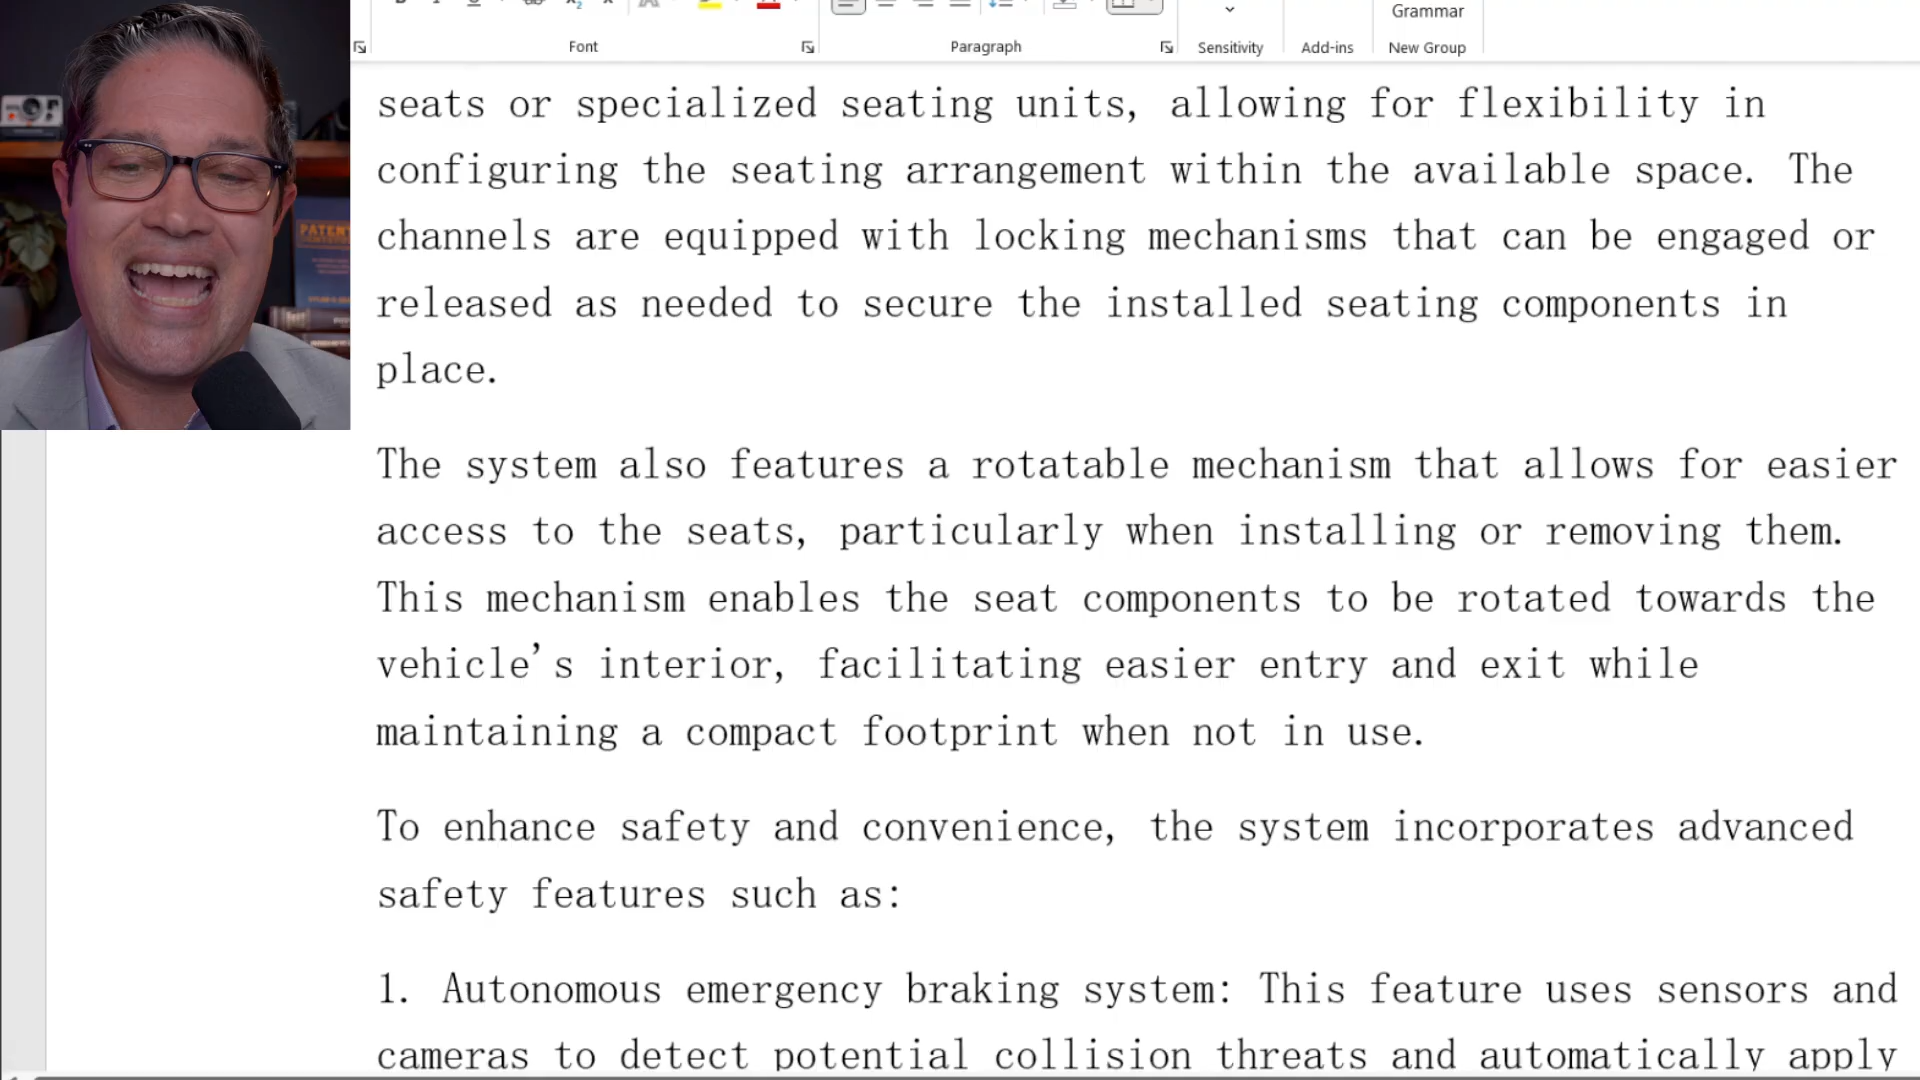 Grammar
Font
Paragraph
Sensitivity
Add-ins
New Group
PATENT
seats or specialized seating units, allowing for flexibility in
configuring the seating arrangement within the available space. The
channels are equipped with locking mechanisms that can be engaged or
released as needed to secure the installed seating components in
place.
The system also features a rotatable mechanism that allows for easier
access to the seats, particularly when installing or removing them.
This mechanism enables the seat components to be rotated towards the
vehicle's interior, facilitating easier entry and exit while
maintaining a compact footprint when not in use.
To enhance safety and convenience, the system incorporates advanced
safety features such as:
1. Autonomous emergency braking system: This feature uses sensors and
cameras to detect potential collision threats and automatically apply